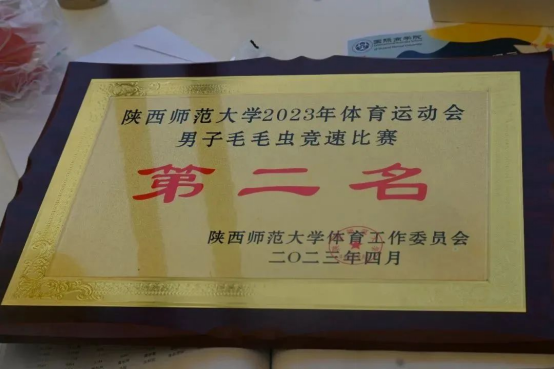 陕西师范大学2023年体育运动会
男子毛毛虫竞速比赛
第二名
陕西师范大学体育工作委员会
二〇二三年四月